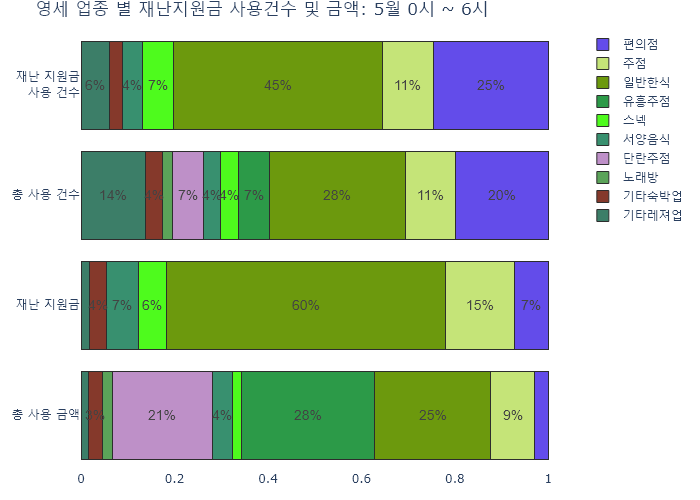 영세 업종 별 재난지원금 사용건수 및 금액: 5월 0시 ~ 6시
재난 지원금
사용 건수
6%
4%
7%
45%
11%
25%
총 사용 건수
14%
4%
7%
4%
4%
7%
28%
11%
20%
재난 지원금
4%
7%
6%
60%
15%
7%
총 사용 금액
3%
21%
4%
28%
25%
9%
0
0.2
0.4
0.6
0.8
1
편의점
주점
일반한식
유흥주점
스넥
서양음식
단란주점
노래방
기타숙박업
기타레져업